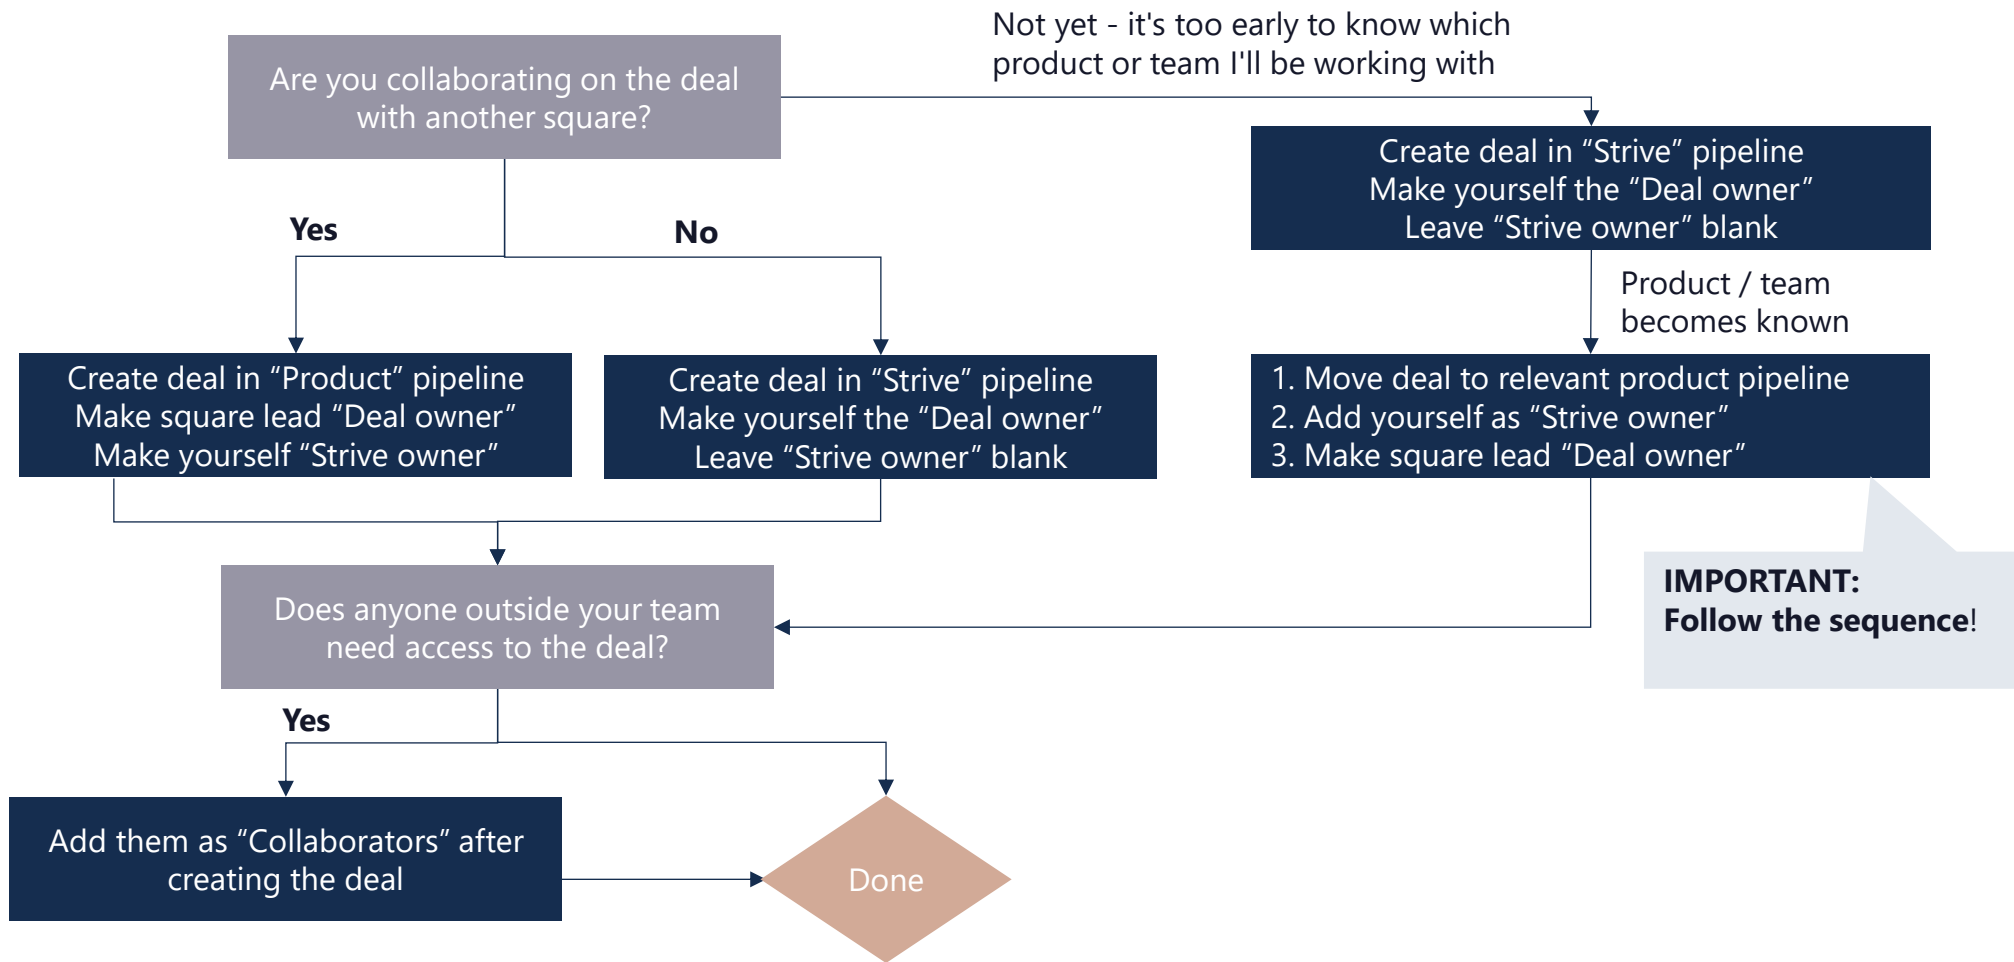 Not yet - it's too early to know which
product or team I'll be working with
Are you collaborating on the deal
with another square?
Create deal in “Strive” pipeline
Make yourself the “Deal owner”
Leave “Strive owner” blank
Yes
No
Product / team
becomes known
Create deal in “Product” pipeline
Make square lead “Deal owner”
Make yourself “Strive owner”
Create deal in “Strive” pipeline
Make yourself the “Deal owner”
Leave “Strive owner” blank
1. Move deal to relevant product pipeline
2. Add yourself as “Strive owner”
3. Make square lead “Deal owner”
IMPORTANT:
Follow the sequence!
Does anyone outside your team
need access to the deal?
Yes
Add them as “Collaborators” after
creating the deal
Done